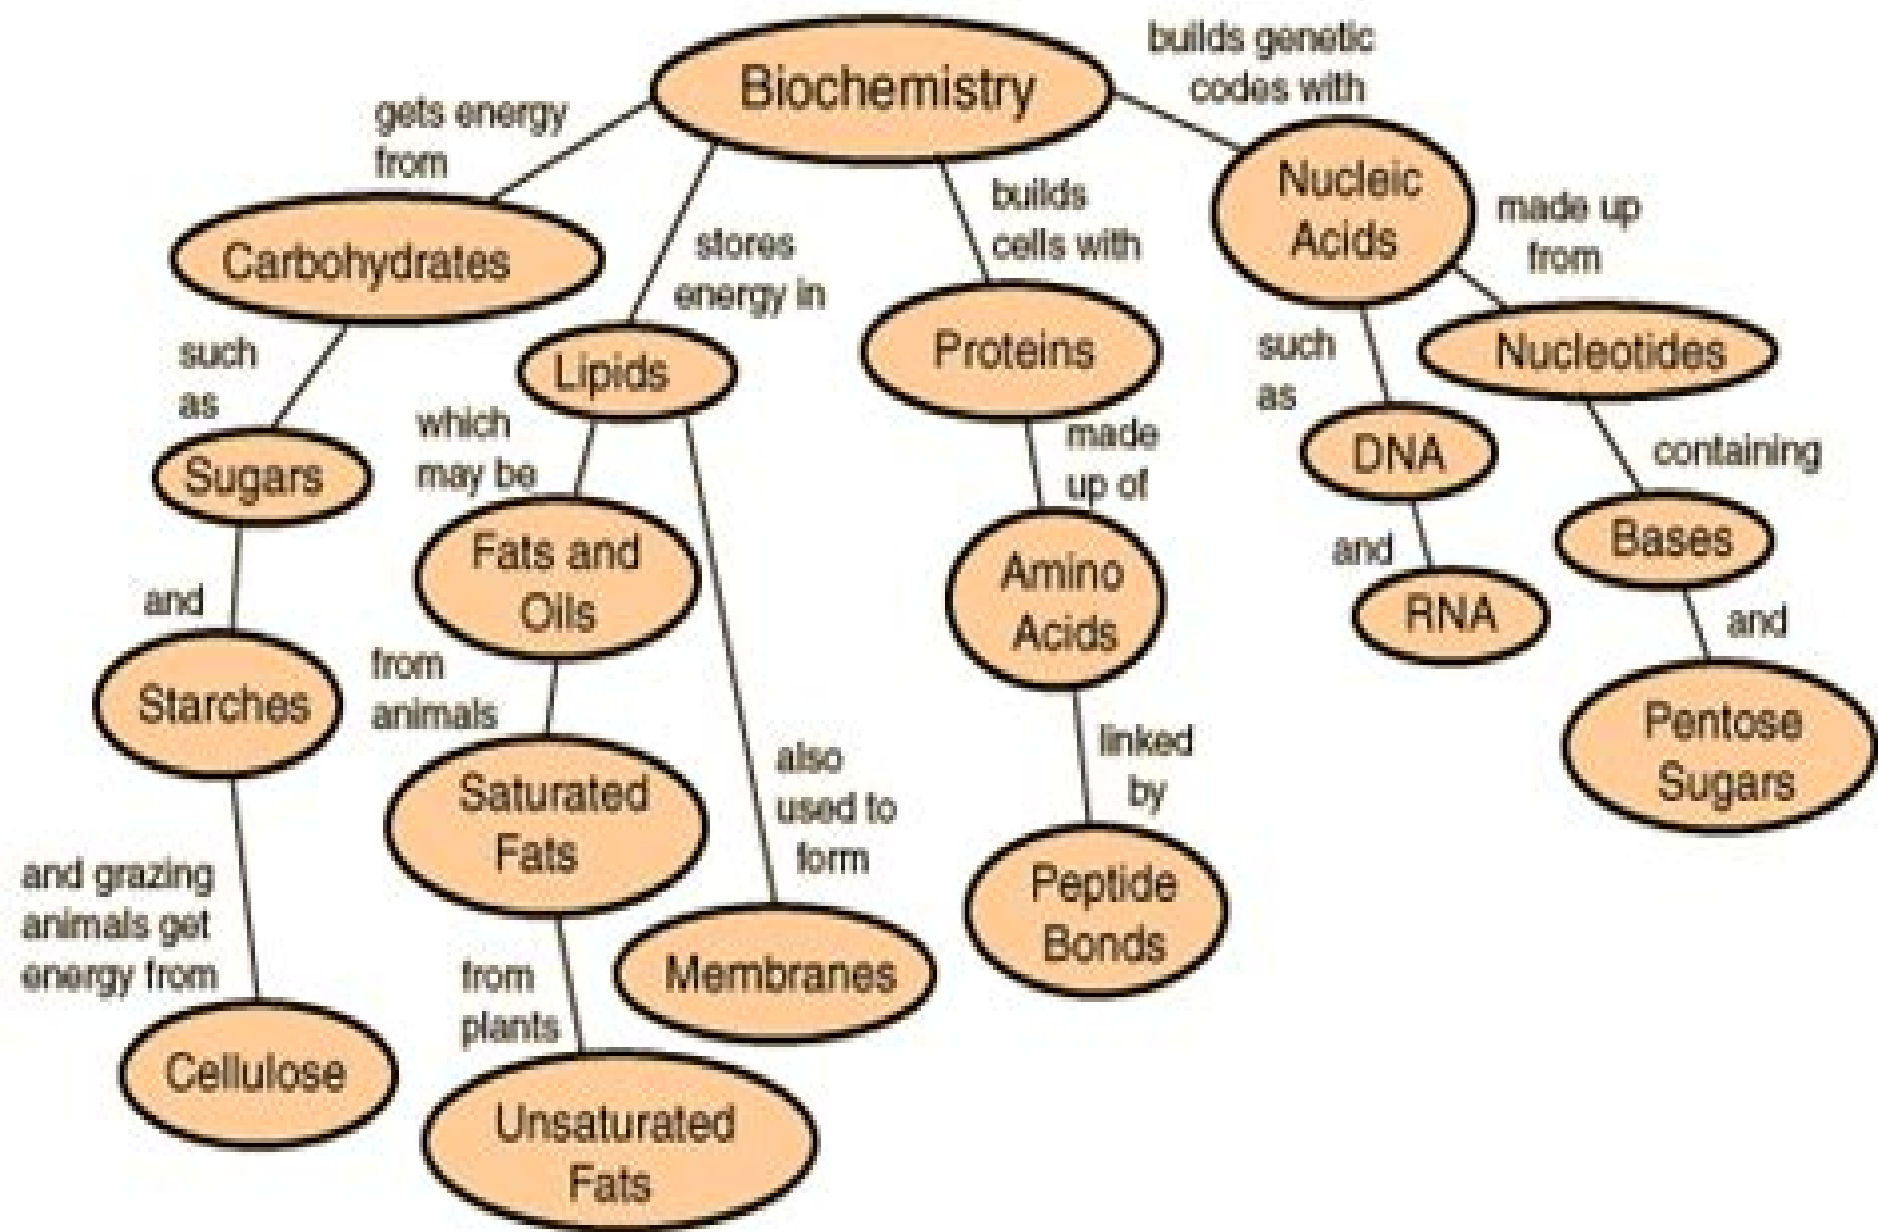 Biochemistry
builds genetic
codes with
gets energy
from
Carbohydrates
stores
energy in
builds
cells with
Nucleic
Acids
made up
from
such
as
Lipids
Proteins
such
as
Nucleotides
Sugars
which
may be
made
up of
DNA
containing
and
Fats and
Oils
Amino
Acids
and
RNA
Bases
and
Starches
from
animals
Saturated
Fats
also
used to
form
linked
by
Pentose
Sugars
and grazing
animals get
energy from
Peptide
Bonds
from
plants
Membranes
Cellulose
Unsaturated
Fats